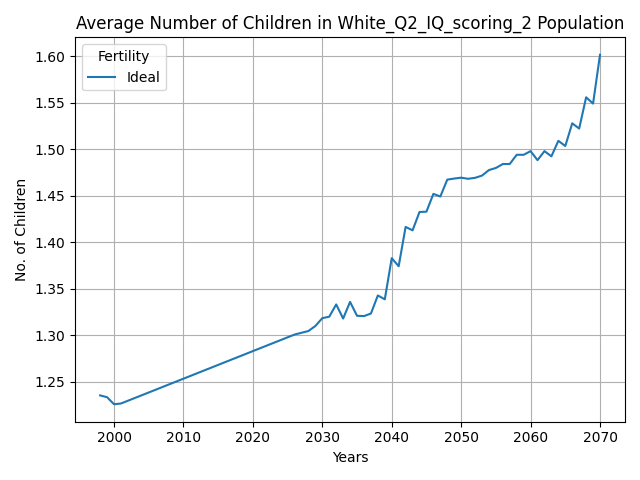 Average Number of Children in White_Q2_IQ_scoring_2 Population
Fertility
Ideal
No. of Children
1.60
1.55
1.50
1.45
1.40
1.35
1.30
1.25
2000 2010 2020 2030 2040 2050 2060 2070
Years